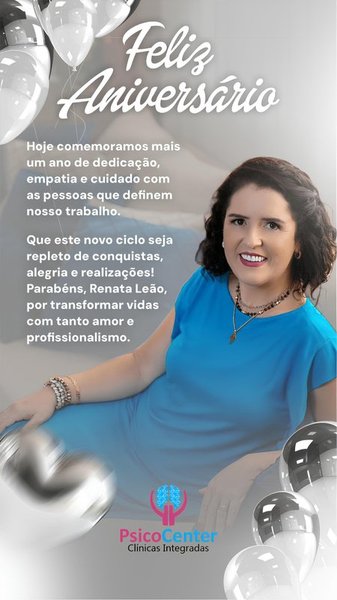 Feliz
Aniversário
Hoje comemoramos mais
um ano de dedicação,
empatia e cuidado com
as pessoas que definem
nosso trabalho.
Que este novo ciclo seja
repleto de conquistas,
alegria e realizações!
Parabéns, Renata Leão,
por transformar vidas
com tanto amor e
profissionalismo.
PsicoCenter
Clínicas Integradas